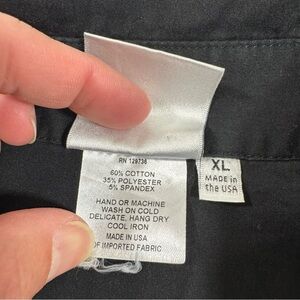 RN 129736
60% COTTON
35% POLYESTER
5% SPANDEX
HAND OR MACHINE
WASH ON COLD
DELICATE, HANG DRY
COOL IRON
MADE IN USA
OF IMPORTED FABRIC
XL
MADE IN
the USA